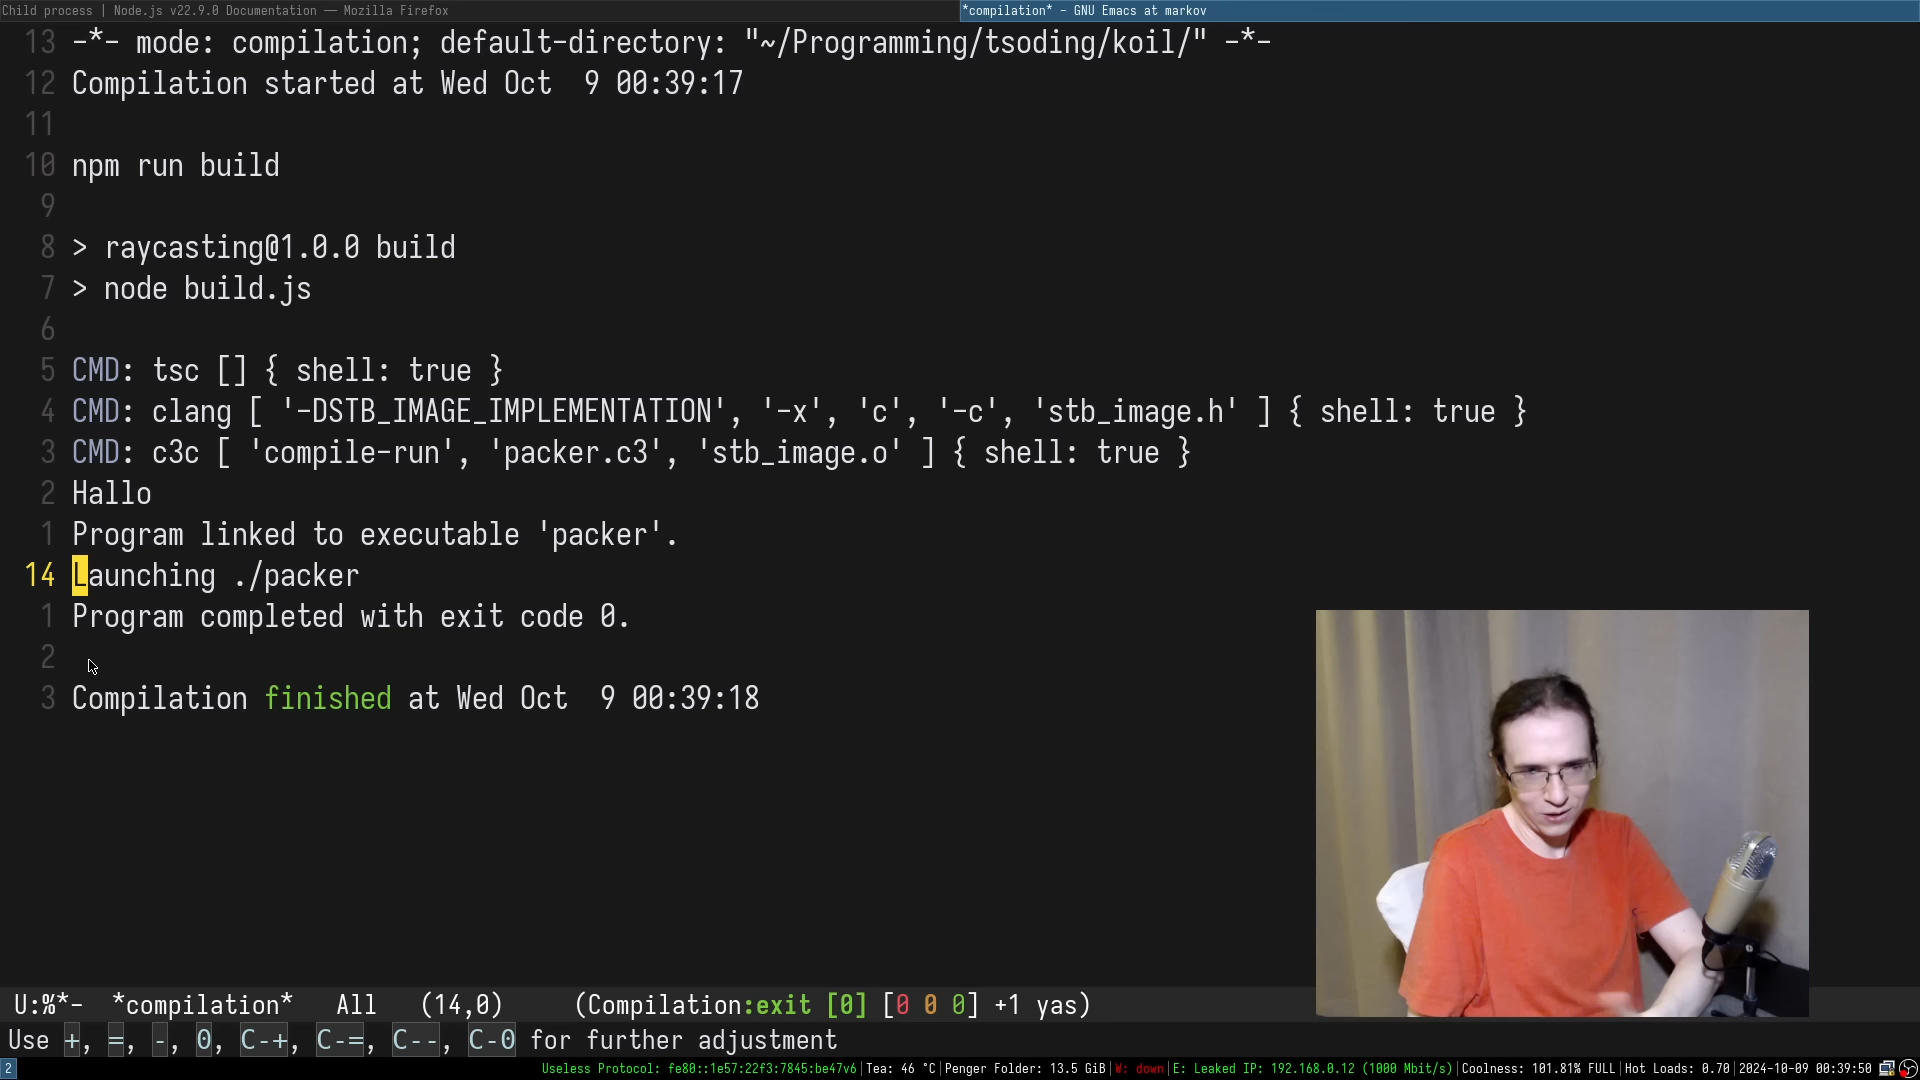 Child process | Node.js v22.9.0 Documentation — Mozilla Firefox
*compilation* - GNU Emacs at markov
13 -*- mode: compilation; default-directory: "~/Programming/tsoding/koil/" -*-
12 Compilation started at Wed Oct  9 00:39:17
11
10 npm run build
9
8 > raycasting@1.0.0 build
7 > node build.js
6
5 CMD: tsc [] { shell: true }
4 CMD: clang [ '-DSTB_IMAGE_IMPLEMENTATION', '-x', 'c', '-c', 'stb_image.h' ] { shell: true }
3 CMD: c3c [ 'compile-run', 'packer.c3', 'stb_image.o' ] { shell: true }
2 Hallo
1 Program linked to executable 'packer'.
14 Launching ./packer
1 Program completed with exit code 0.
2
3 Compilation finished at Wed Oct  9 00:39:18
U:%*-  *compilation*   All   (14,0)     (Compilation:exit [0] [0 0 0] +1 yas)
Use +, =, -, 0, C-+, C-=, C--, C-0 for further adjustment
2 Useless Protocol: fe80::1e57:22f3:7845:be47v6|Tea: 46 °C|Penger Folder: 13.5 GiB|W: down|E: Leaked IP: 192.168.0.12 (1000 Mbit/s)|Coolness: 101.81% FULL|Hot Loads: 0.70|2024-10-09 00:39:50